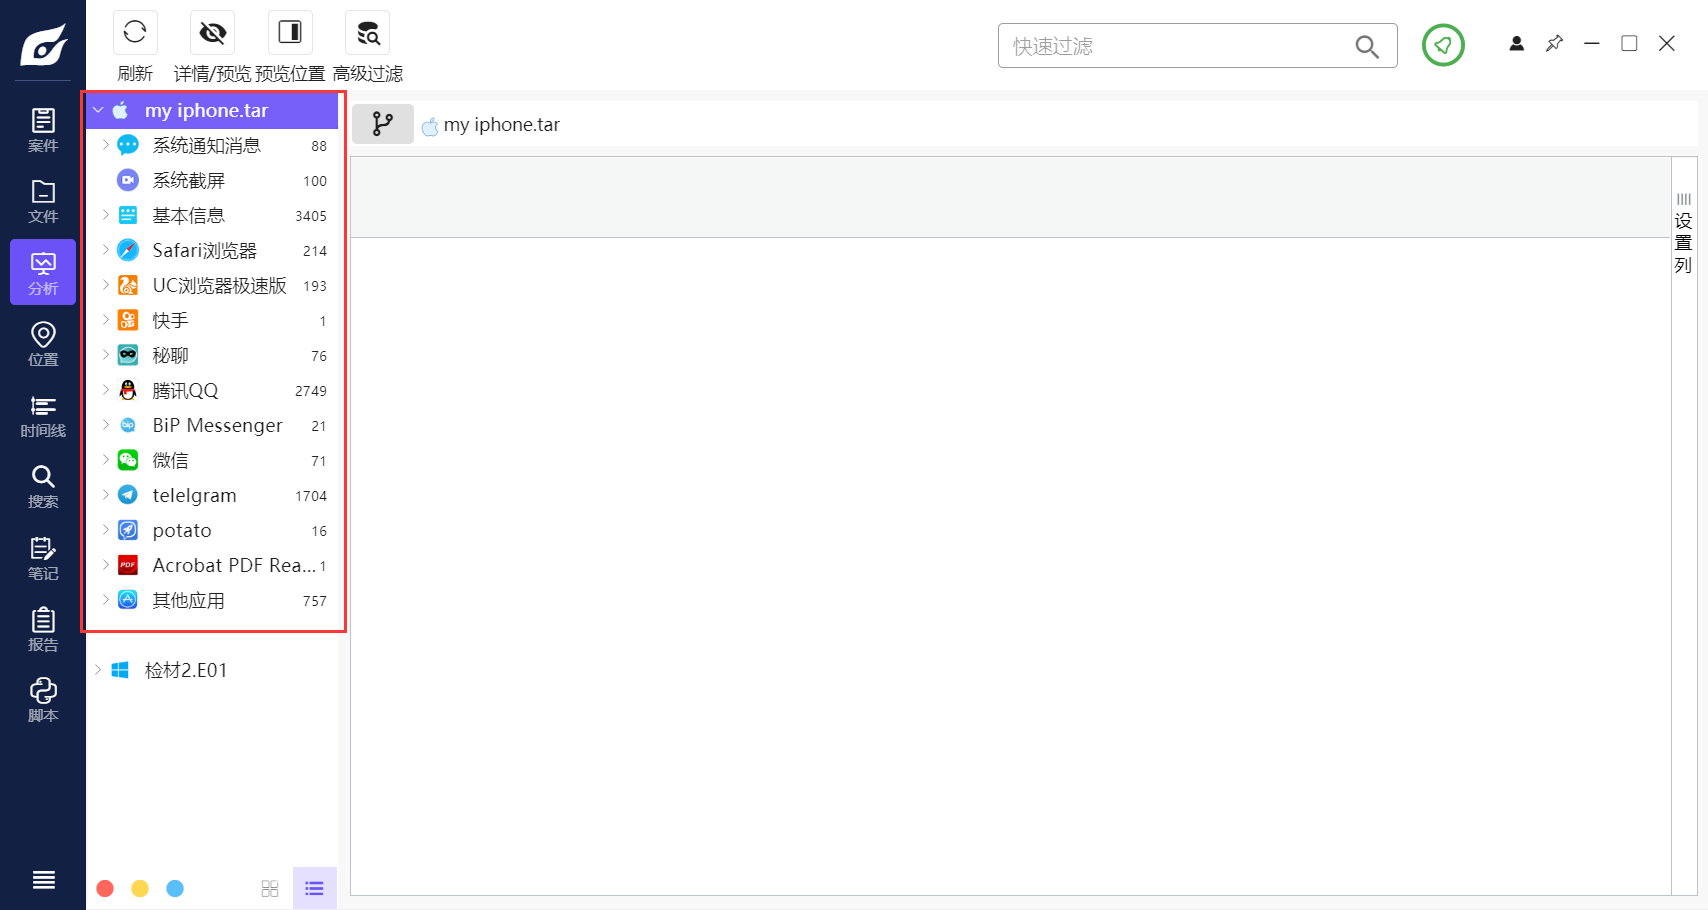 快速过滤
刷新
详情/预览
预览位置
高级过滤
案件
文件
分析
位置
时间线
搜索
笔记
报告
脚本
my iphone.tar
系统通知消息 88
系统截屏 100
基本信息 3405
Safari浏览器 214
UC浏览器极速版 193
快手 1
秘聊 76
腾讯QQ 2749
bip BiP Messenger 21
微信 71
telelgram 1704
potato 16
PDF Acrobat PDF Rea... 1
其他应用 757
检材2.E01
my iphone.tar
设置列